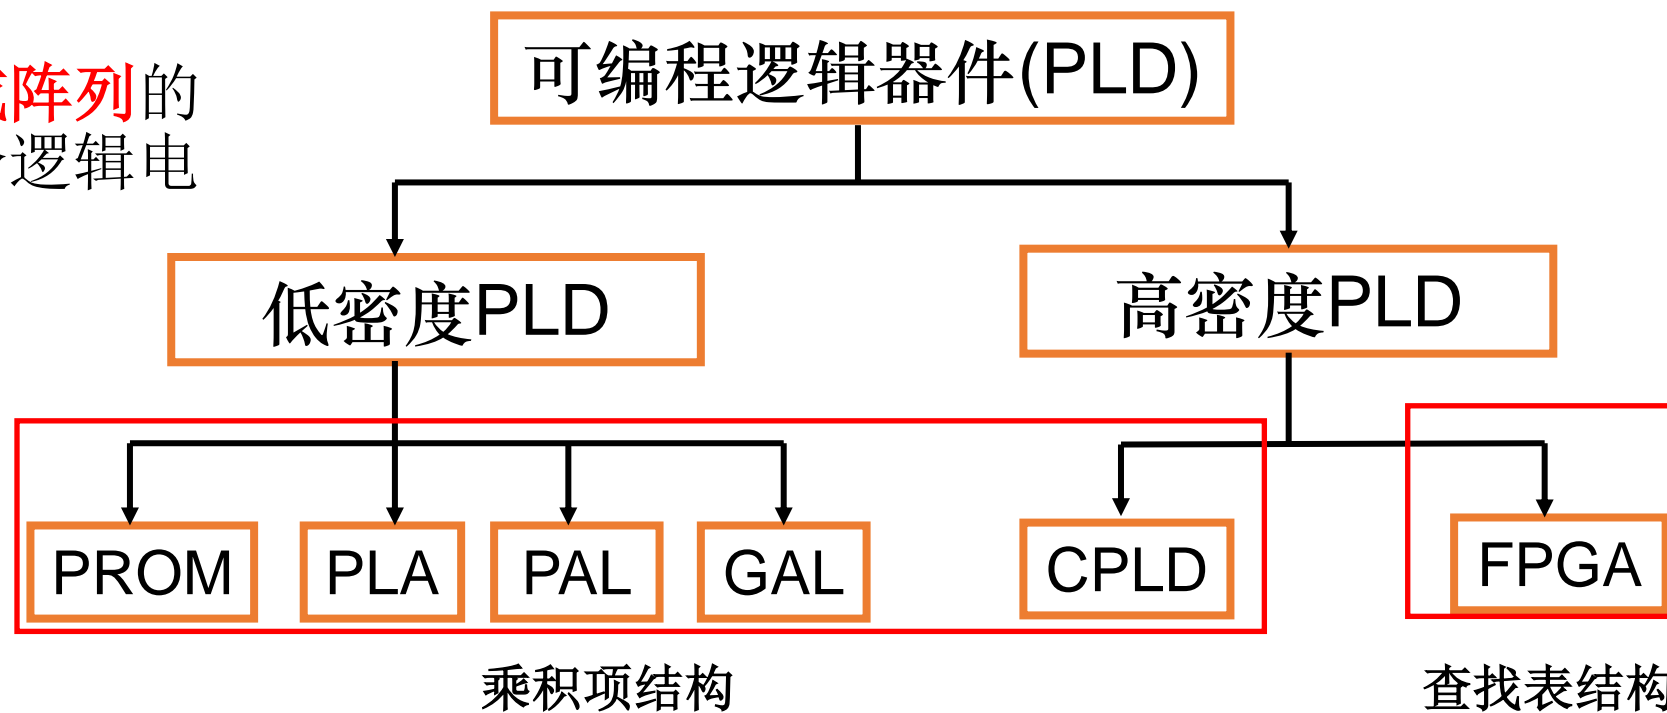 可编程逻辑器件(PLD)
阵列的
逻辑电
低密度PLD
高密度PLD
PROM
PLA
PAL
GAL
CPLD
FPGA
乘积项结构
查找表结构